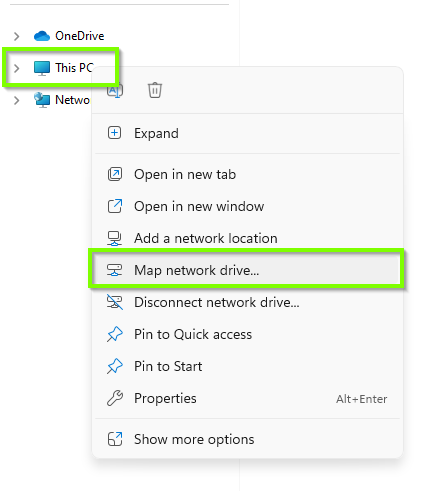 OneDrive
This PC
Expand
Open in new tab
Open in new window
Add a network location
Map network drive...
Disconnect network drive...
Pin to Quick access
Pin to Start
Properties Alt+Enter
Show more options